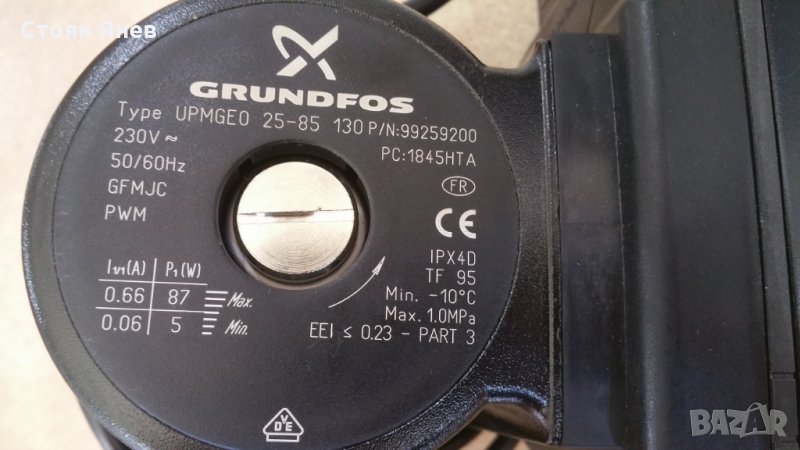 Стоян Янев
GRUNDFOS
Type UPMGEO 25-85 130 P/N:99259200
230V ~ PC:1845HTA
50/60Hz
GFMJC FR
PWM CE
IPX4D
TF 95
I1/1(A) P1(W)
0.66 87 Max. Min. -10°C
0.06 5 Min. Max. 1.0MPa
EEI ≤ 0.23 - PART 3
VDE
BAZAR